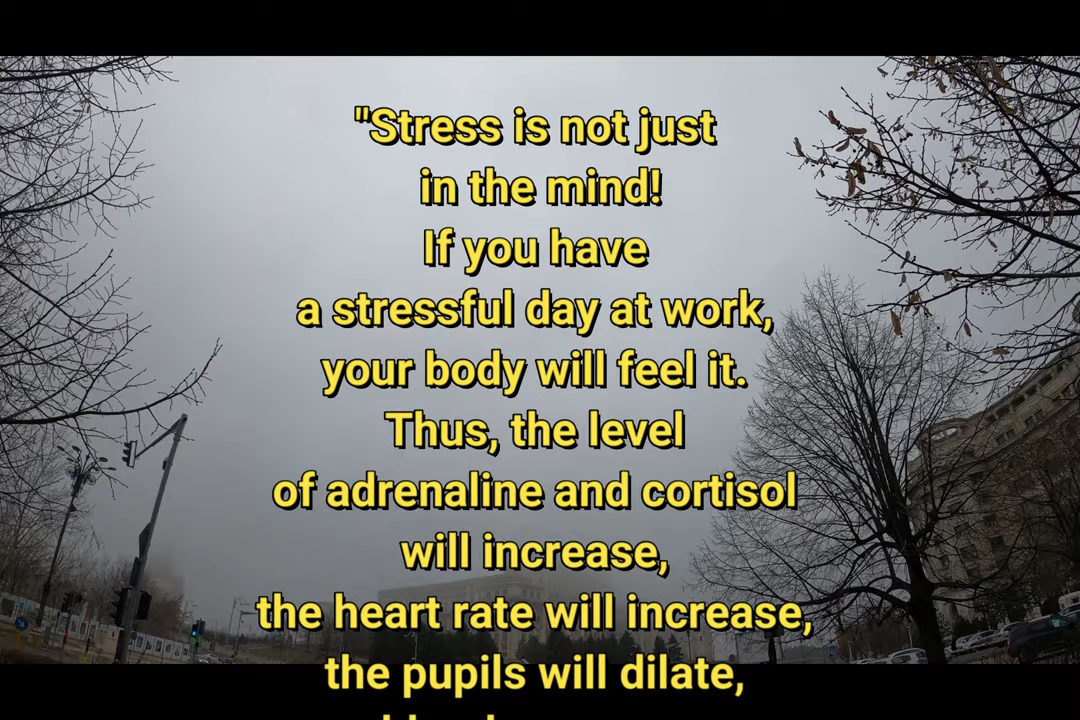 "Stress is not just
in the mind!
If you have
a stressful day at work,
your body will feel it.
Thus, the level
of adrenaline and cortisol
will increase,
the heart rate will increase,
the pupils will dilate,